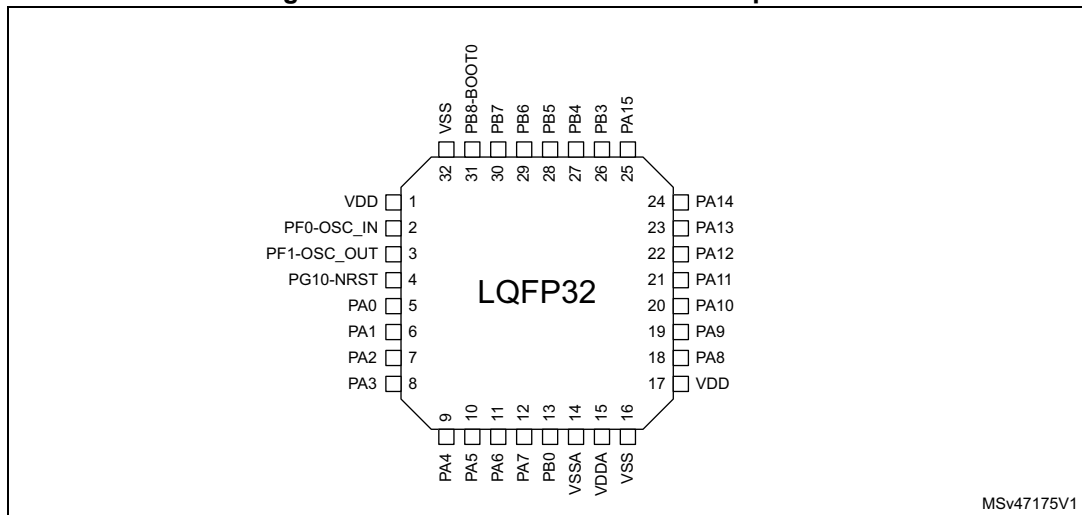 VSS
PB8-BOOT0
PB7
PB6
PB5
PB4
PB3
PA15
32
31
30
29
28
27
26
25
VDD 1
PF0-OSC_IN 2
PF1-OSC_OUT 3
PG10-NRST 4
PA0 5
PA1 6
PA2 7
PA3 8
LQFP32
24 PA14
23 PA13
22 PA12
21 PA11
20 PA10
19 PA9
18 PA8
17 VDD
9
10
11
12
13
14
15
16
PA4
PA5
PA6
PA7
PB0
VSSA
VDDA
VSS
MSv47175V1